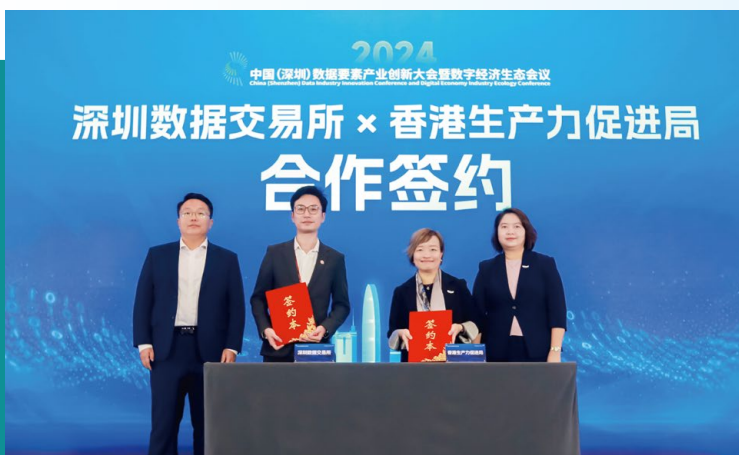 2024
中国(深圳)数据要素产业创新大会暨数字经济生态会议
China (Shenzhen) Data Industry Innovation Conference and Digital Economy Industry Ecology Conference
深圳数据交易所 × 香港生产力促进局
合作签约
签约本
签约本
深圳数据交易所
香港生产力促进局